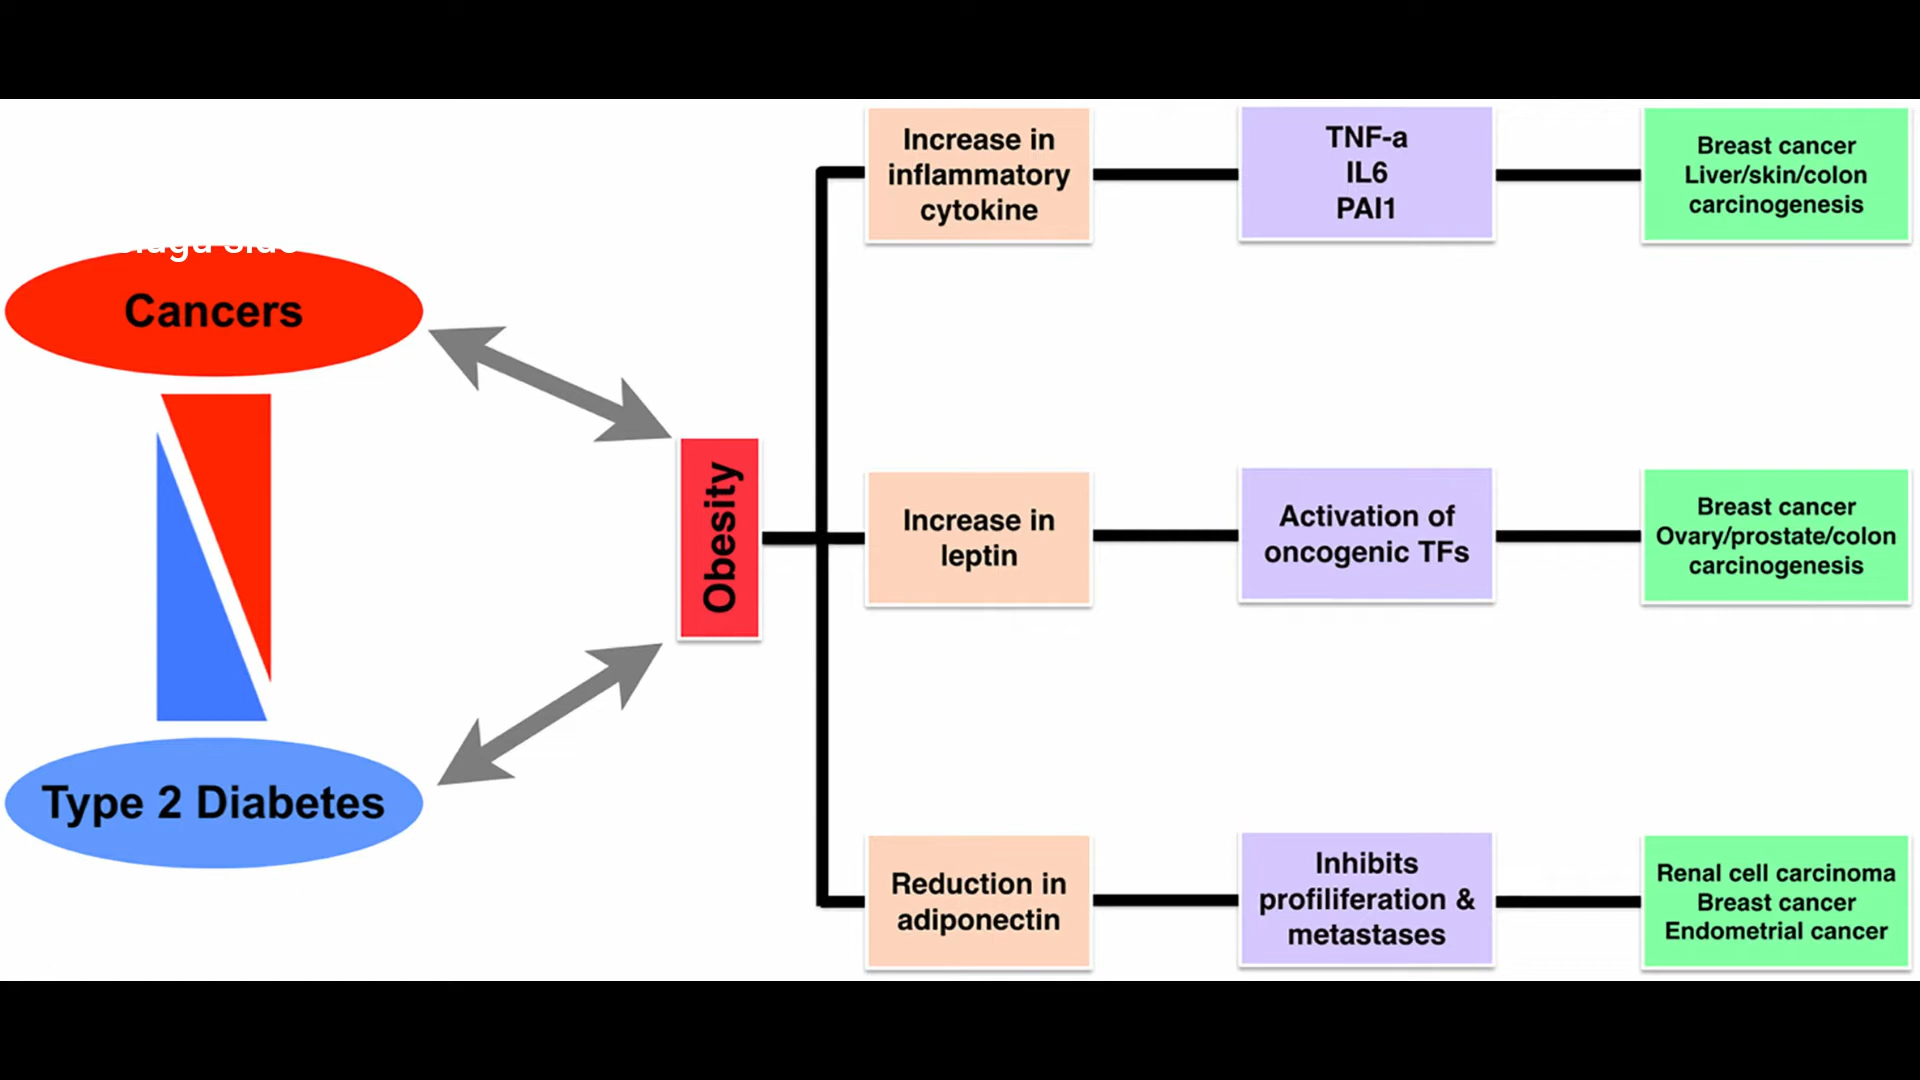 Cancers
Type 2 Diabetes
Obesity
Increase in
inflammatory
cytokine
TNF-a
IL6
PAI1
Breast cancer
Liver/skin/colon
carcinogenesis
Increase in
leptin
Activation of
oncogenic TFs
Breast cancer
Ovary/prostate/colon
carcinogenesis
Reduction in
adiponectin
Inhibits
profiliferation &
metastases
Renal cell carcinoma
Breast cancer
Endometrial cancer